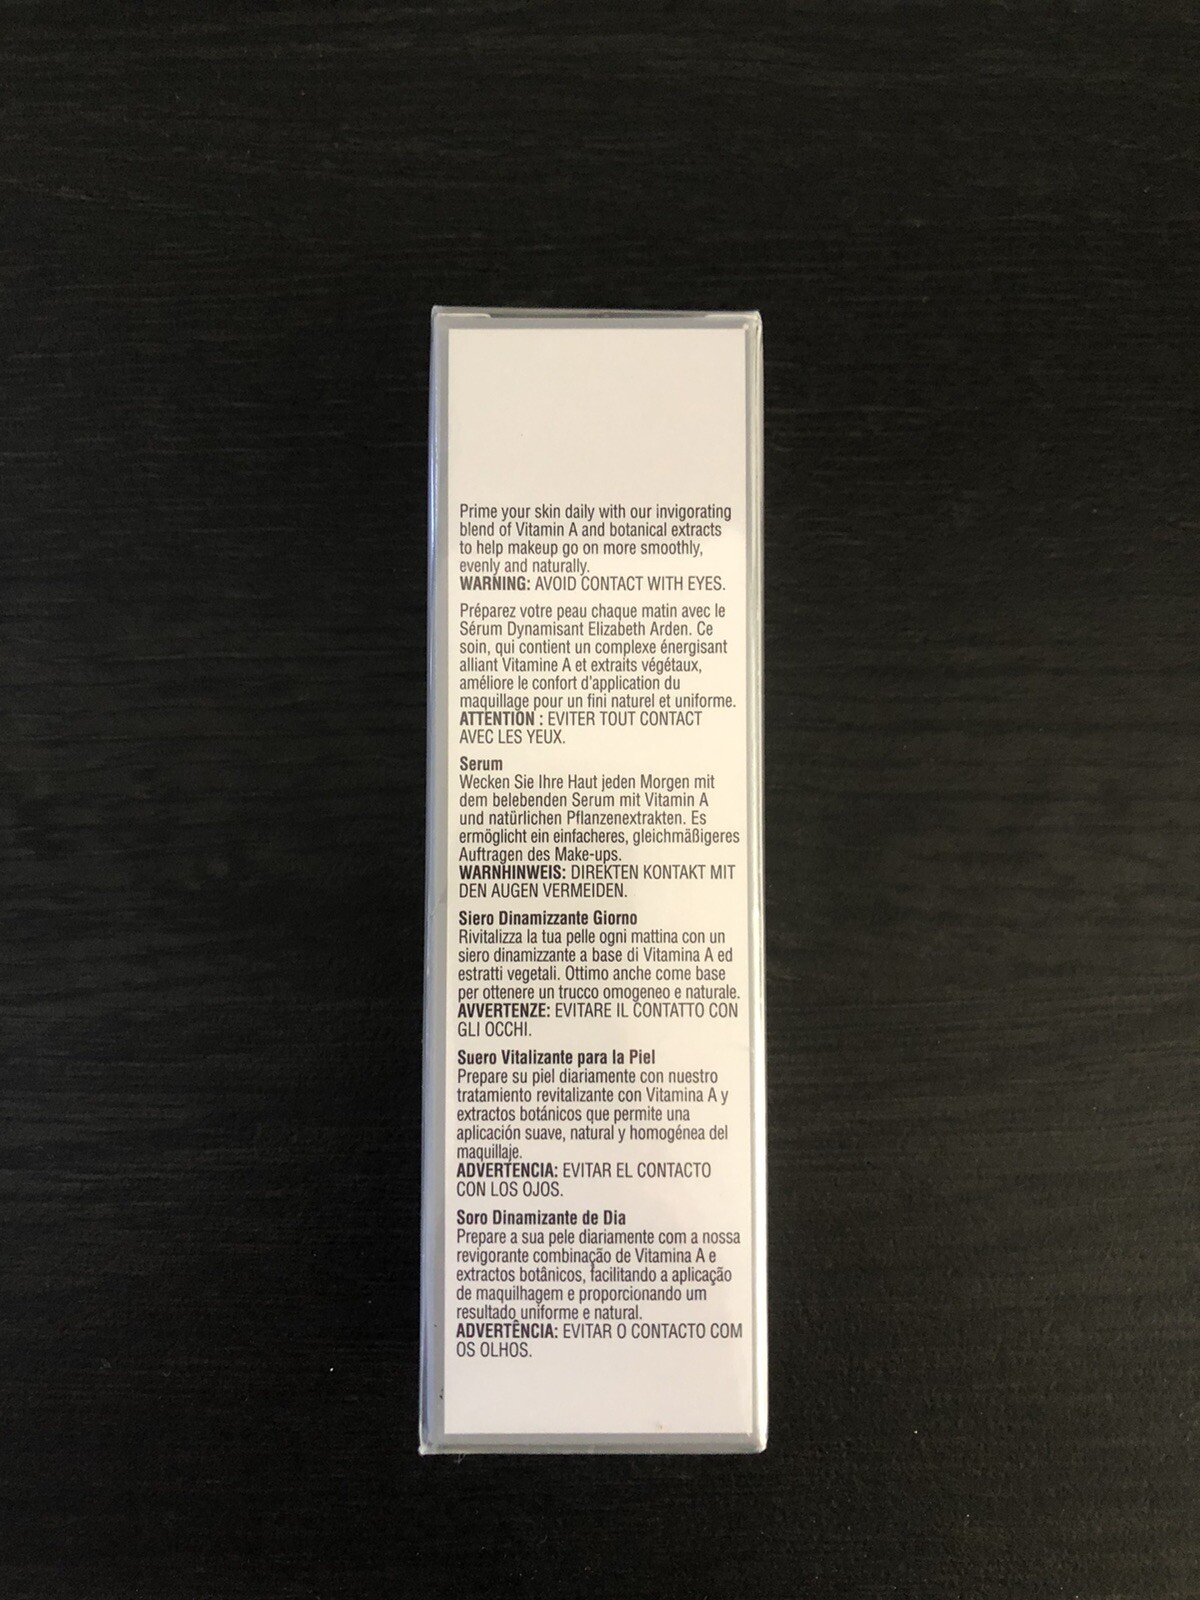 Prime your skin daily with our invigorating
blend of Vitamin A and botanical extracts
to help makeup go on more smoothly,
evenly and naturally.
WARNING: AVOID CONTACT WITH EYES.
Préparez votre peau chaque matin avec le
Sérum Dynamisant Elizabeth Arden. Ce
soin, qui contient un complexe énergisant
alliant Vitamine A et extraits végétaux,
améliore le confort d'application du
maquillage pour un fini naturel et uniforme.
ATTENTION : EVITER TOUT CONTACT
AVEC LES YEUX.
Serum
Wecken Sie Ihre Haut jeden Morgen mit
dem belebenden Serum mit Vitamin A
und natürlichen Pflanzenextrakten. Es
ermöglicht ein einfacheres, gleichmäßigeres
Auftragen des Make-ups.
WARNHINWEIS: DIREKTEN KONTAKT MIT
DEN AUGEN VERMEIDEN.
Siero Dinamizzante Giorno
Rivitalizza la tua pelle ogni mattina con un
siero dinamizzante a base di Vitamina A ed
estratti vegetali. Ottimo anche come base
per ottenere un trucco omogeneo e naturale.
AVVERTENZE: EVITARE IL CONTATTO CON
GLI OCCHI.
Suero Vitalizante para la Piel
Prepare su piel diariamente con nuestro
tratamiento revitalizante con Vitamina A y
extractos botánicos que permite una
aplicación suave, natural y homogénea del
maquillaje.
ADVERTENCIA: EVITAR EL CONTACTO
CON LOS OJOS.
Soro Dinamizante de Dia
Prepare a sua pele diariamente com a nossa
revigorante combinação de Vitamina A e
extractos botânicos, facilitando a aplicação
de maquilhagem e proporcionando um
resultado uniforme e natural.
ADVERTÊNCIA: EVITAR O CONTACTO COM
OS OLHOS.